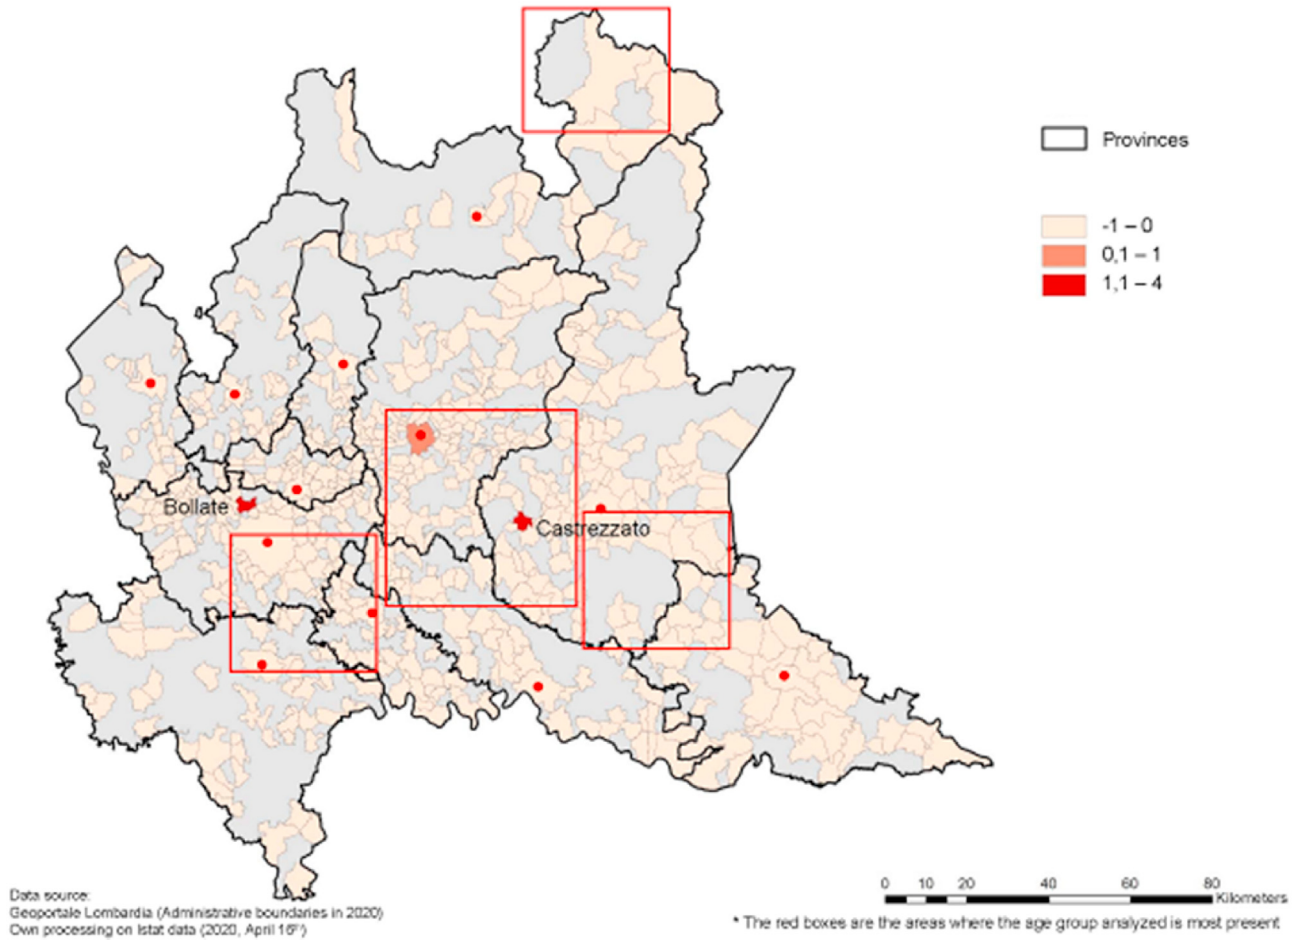 Provinces
-1 – 0
0,1 – 1
1,1 – 4
Bollate
Castrezzato
Data source:
Geoportale Lombardia (Administrative boundaries in 2020)
Own processing on Istat data (2020, April 16th)
0 10 20 40 60 80
Kilometers
* The red boxes are the areas where the age group analyzed is most present